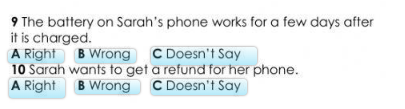 9 The battery on Sarah's phone works for a few days after
it is charged.
A Right B Wrong C Doesn't Say
10 Sarah wants to get a refund for her phone.
A Right B Wrong C Doesn't Say